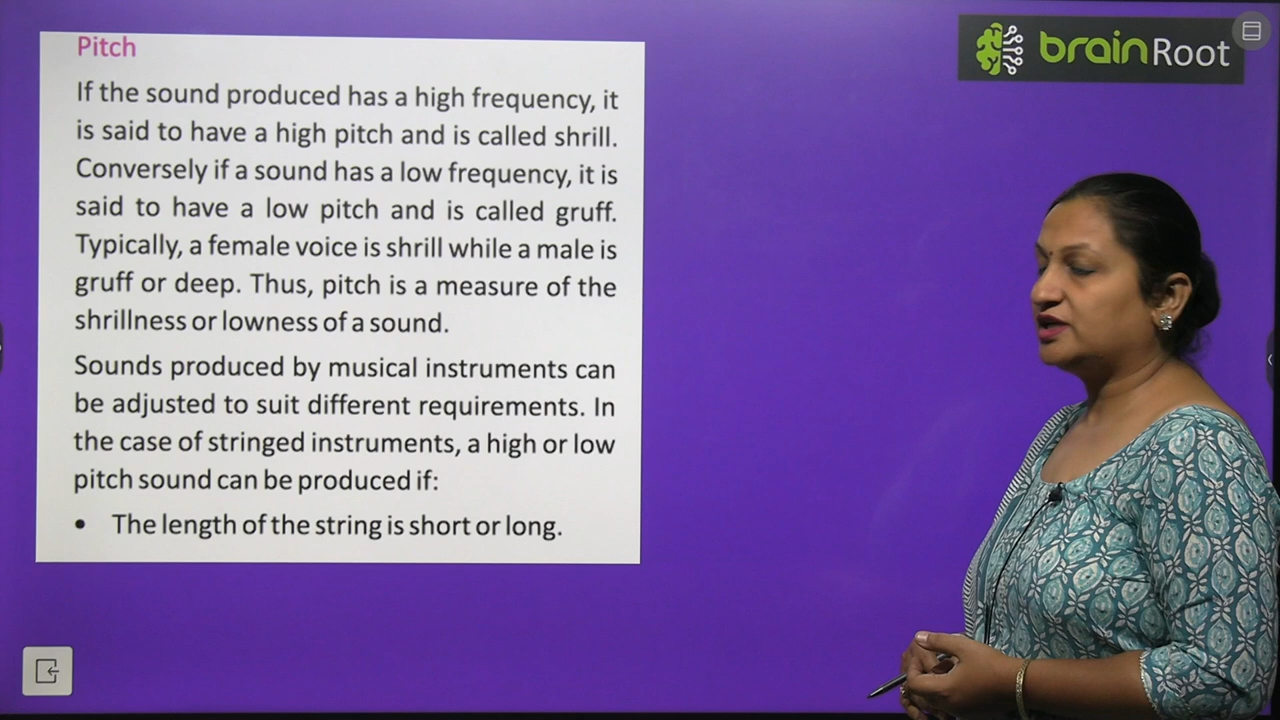 Pitch
brainRoot
If the sound produced has a high frequency, it
is said to have a high pitch and is called shrill.
Conversely if a sound has a low frequency, it is
said to have a low pitch and is called gruff.
Typically, a female voice is shrill while a male is
gruff or deep. Thus, pitch is a measure of the
shrillness or lowness of a sound.
Sounds produced by musical instruments can
be adjusted to suit different requirements. In
the case of stringed instruments, a high or low
pitch sound can be produced if:
• The length of the string is short or long.